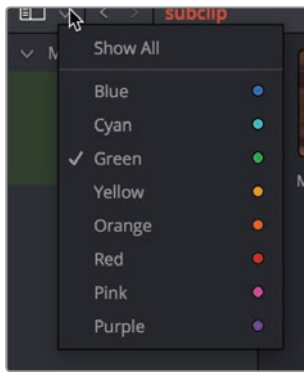 subclip
M
Show All
Blue
Cyan
Green
Yellow
Orange
Red
Pink
Purple
M